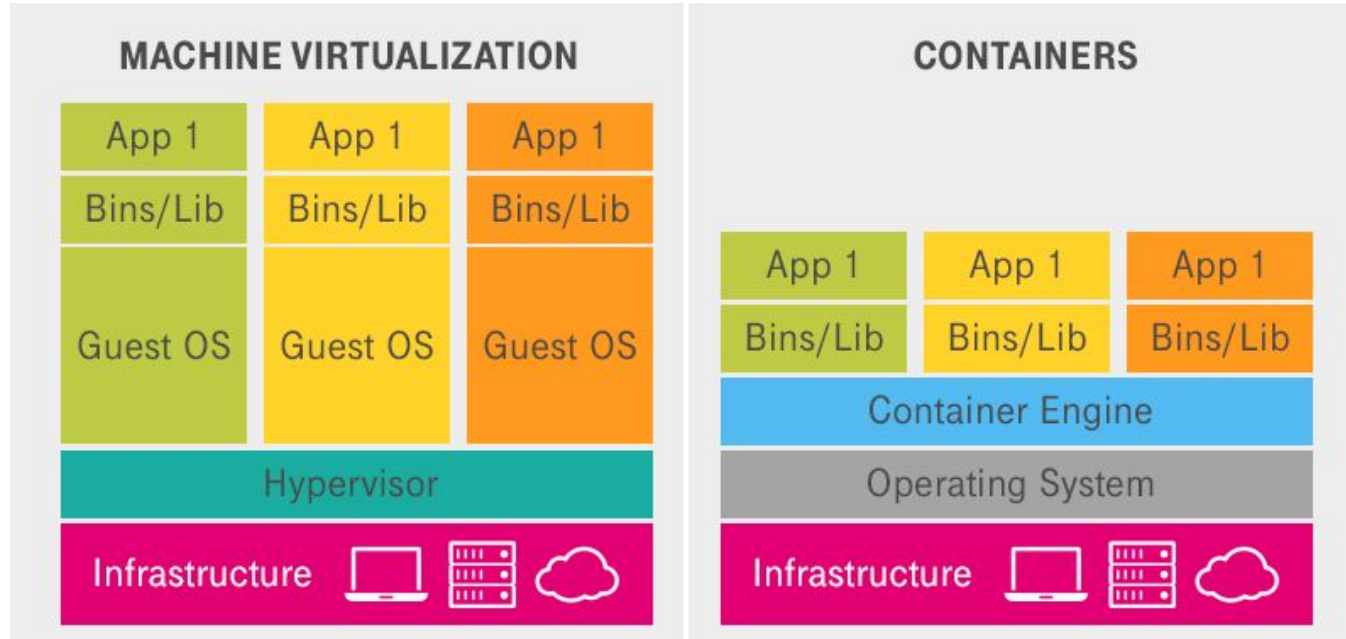 MACHINE VIRTUALIZATION
App 1 App 1 App 1
Bins/Lib Bins/Lib Bins/Lib
Guest OS Guest OS Guest OS
Hypervisor
Infrastructure
CONTAINERS
App 1 App 1 App 1
Bins/Lib Bins/Lib Bins/Lib
Container Engine
Operating System
Infrastructure